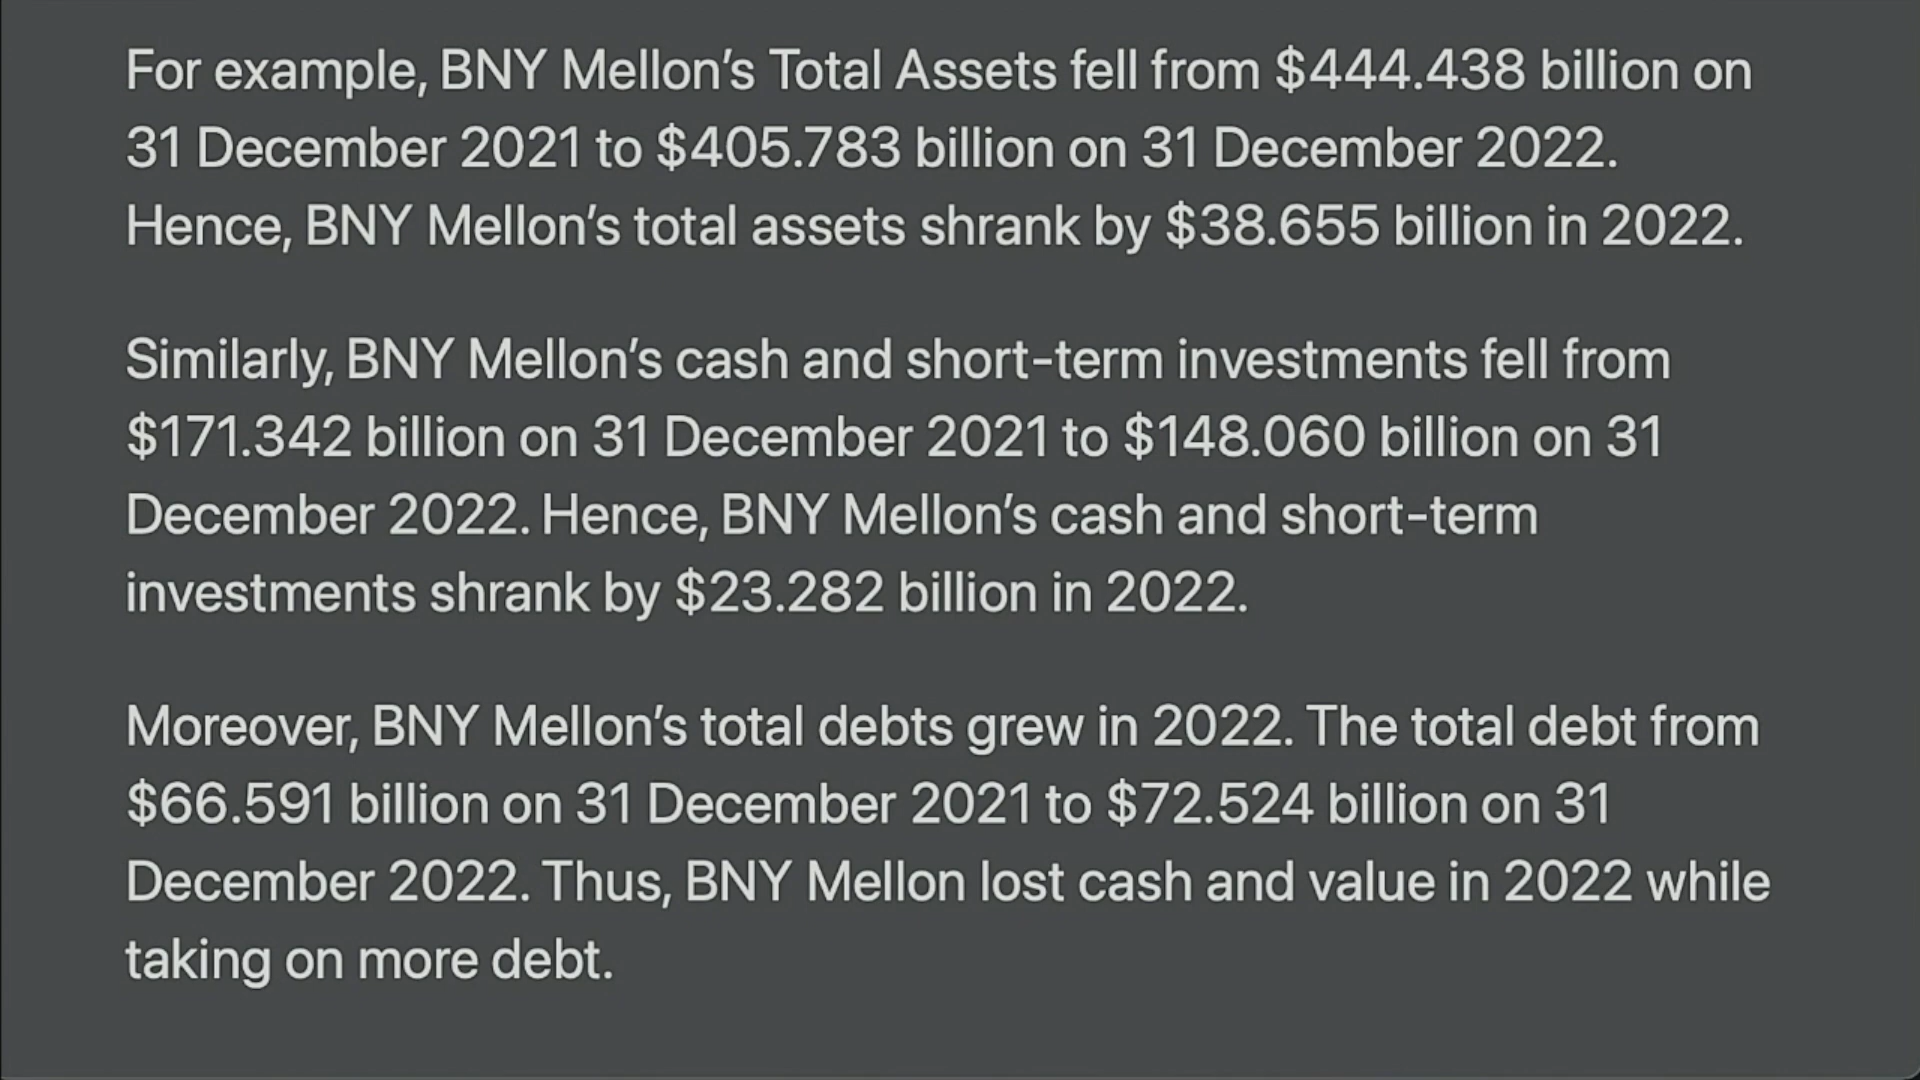 For example, BNY Mellon’s Total Assets fell from $444.438 billion on
31 December 2021 to $405.783 billion on 31 December 2022.
Hence, BNY Mellon’s total assets shrank by $38.655 billion in 2022.
Similarly, BNY Mellon’s cash and short-term investments fell from
$171.342 billion on 31 December 2021 to $148.060 billion on 31
December 2022. Hence, BNY Mellon’s cash and short-term
investments shrank by $23.282 billion in 2022.
Moreover, BNY Mellon’s total debts grew in 2022. The total debt from
$66.591 billion on 31 December 2021 to $72.524 billion on 31
December 2022. Thus, BNY Mellon lost cash and value in 2022 while
taking on more debt.